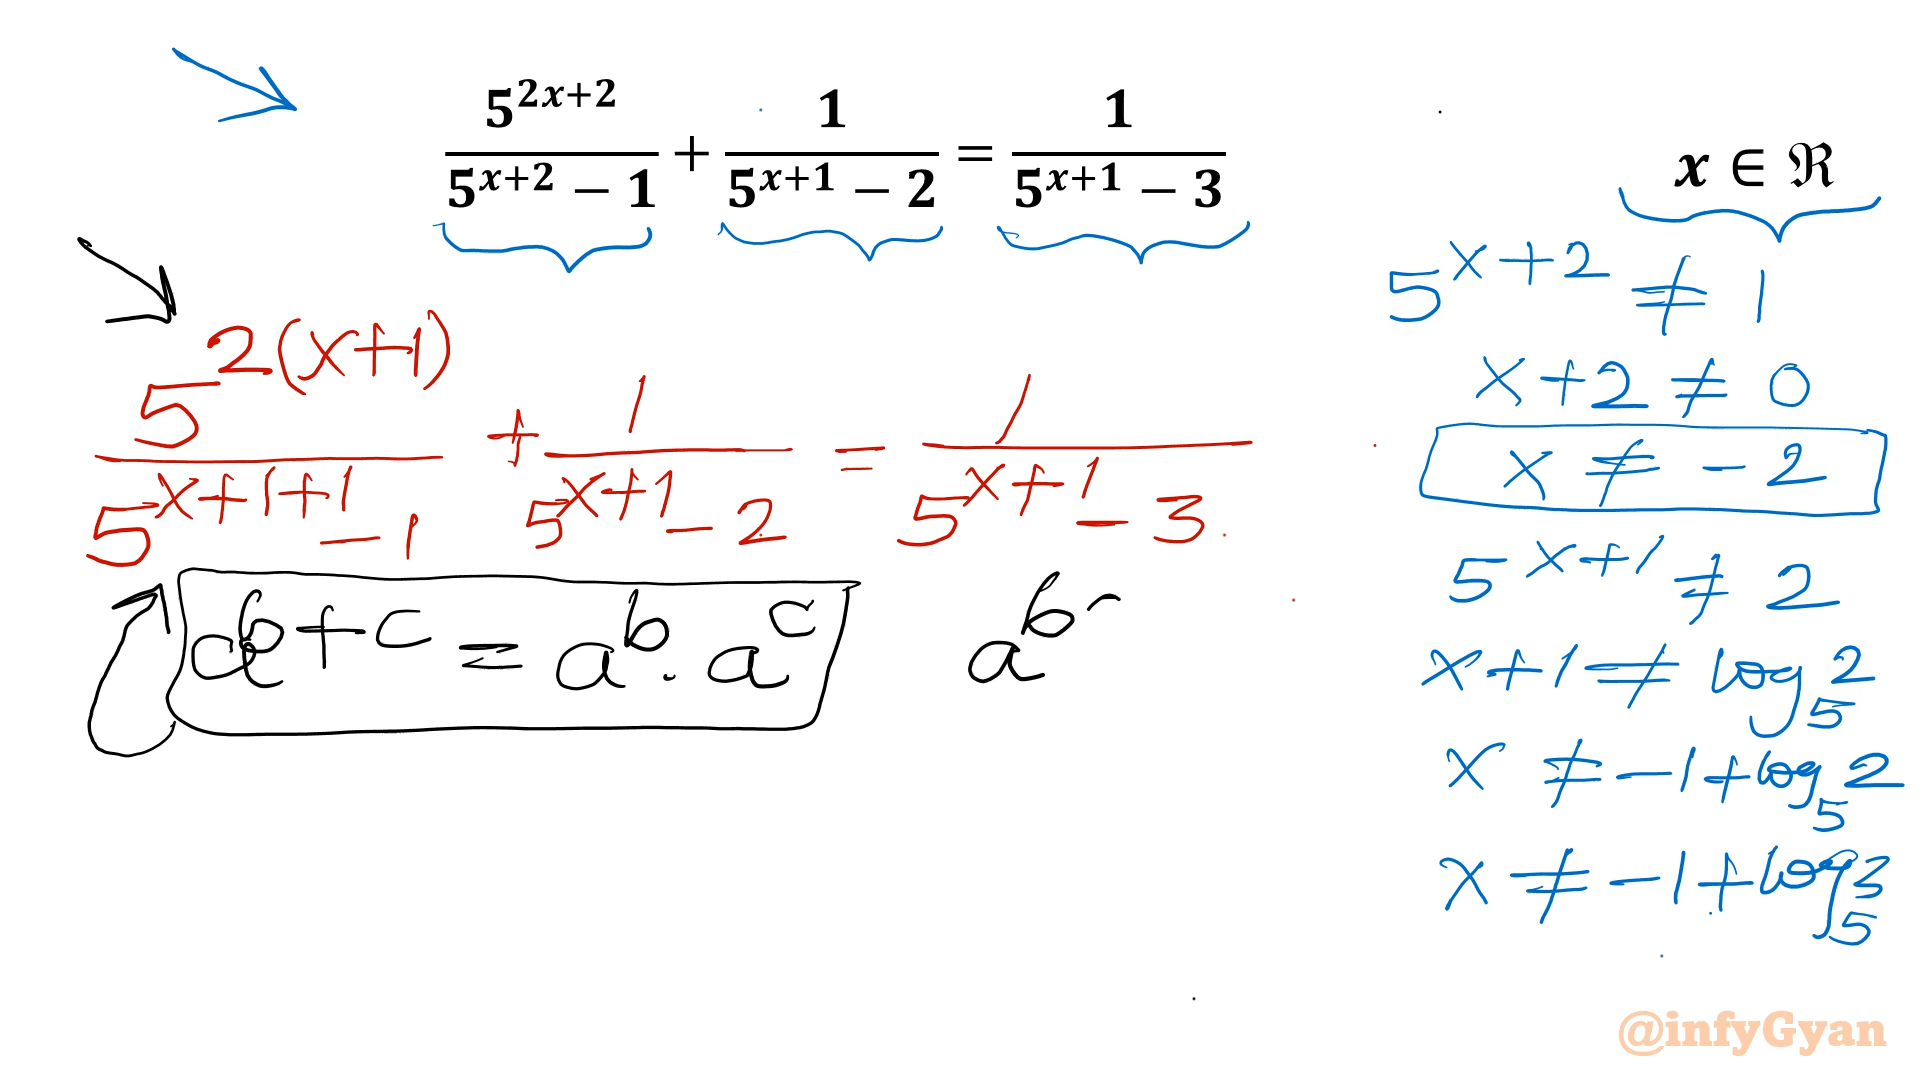 5^{2x+2}/(5^{x+2} − 1) + 1/(5^{x+1} − 2) = 1/(5^{x+1} − 3)
x ∈ ℜ
5^{2(x+1)}/(5^{x+1+1} − 1) + 1/(5^{x+1} − 2) = 1/(5^{x+1} − 3)
a^{b+c} = a^b . a^c
a^b
5^{x+2} ≠ 1
x+2 ≠ 0
x ≠ −2
5^{x+1} ≠ 2
x+1 ≠ log_5 2
x ≠ −1+log_5 2
x ≠ −1+log_5 3
@infyGyan